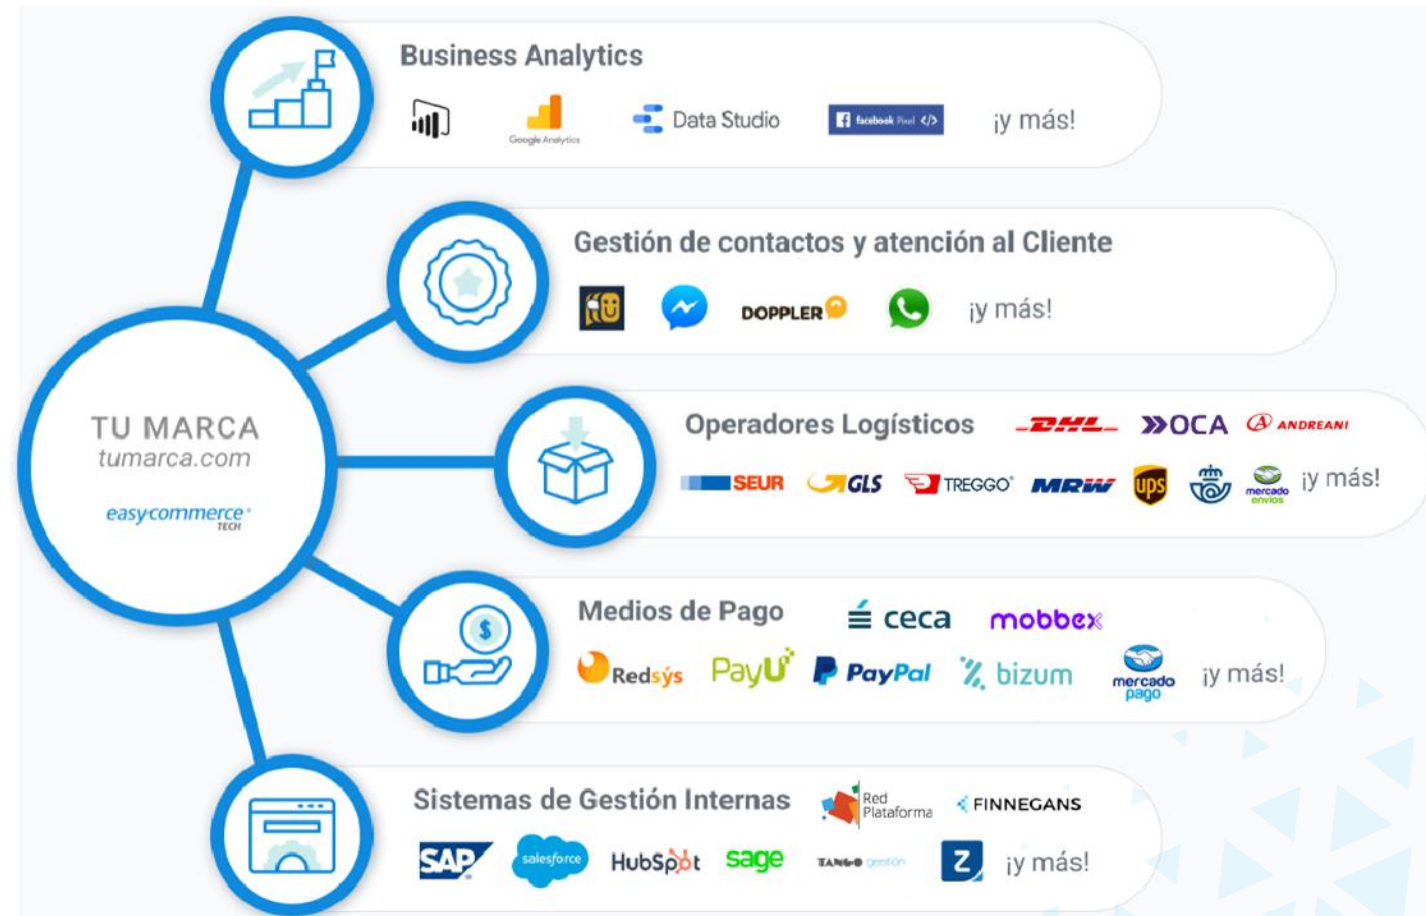 Business Analytics
Google Analytics
Data Studio
facebook Pixel </>
¡y más!
Gestión de contactos y atención al Cliente
DOPPLER
¡y más!
TU MARCA
tumarca.com
easycommerce
TECH
Operadores Logísticos
DHL
OCA
ANDREANI
SEUR
GLS
TREGGO
MRW
ups
mercado
envios
¡y más!
Medios de Pago
ceca
mobbex
Redsýs
PayU
PayPal
bizum
mercado
pago
¡y más!
$
Sistemas de Gestión Internas
Red
Plataforma
FINNEGANS
SAP
salesforce
HubSpot
sage
TANGO gestión
Z
¡y más!